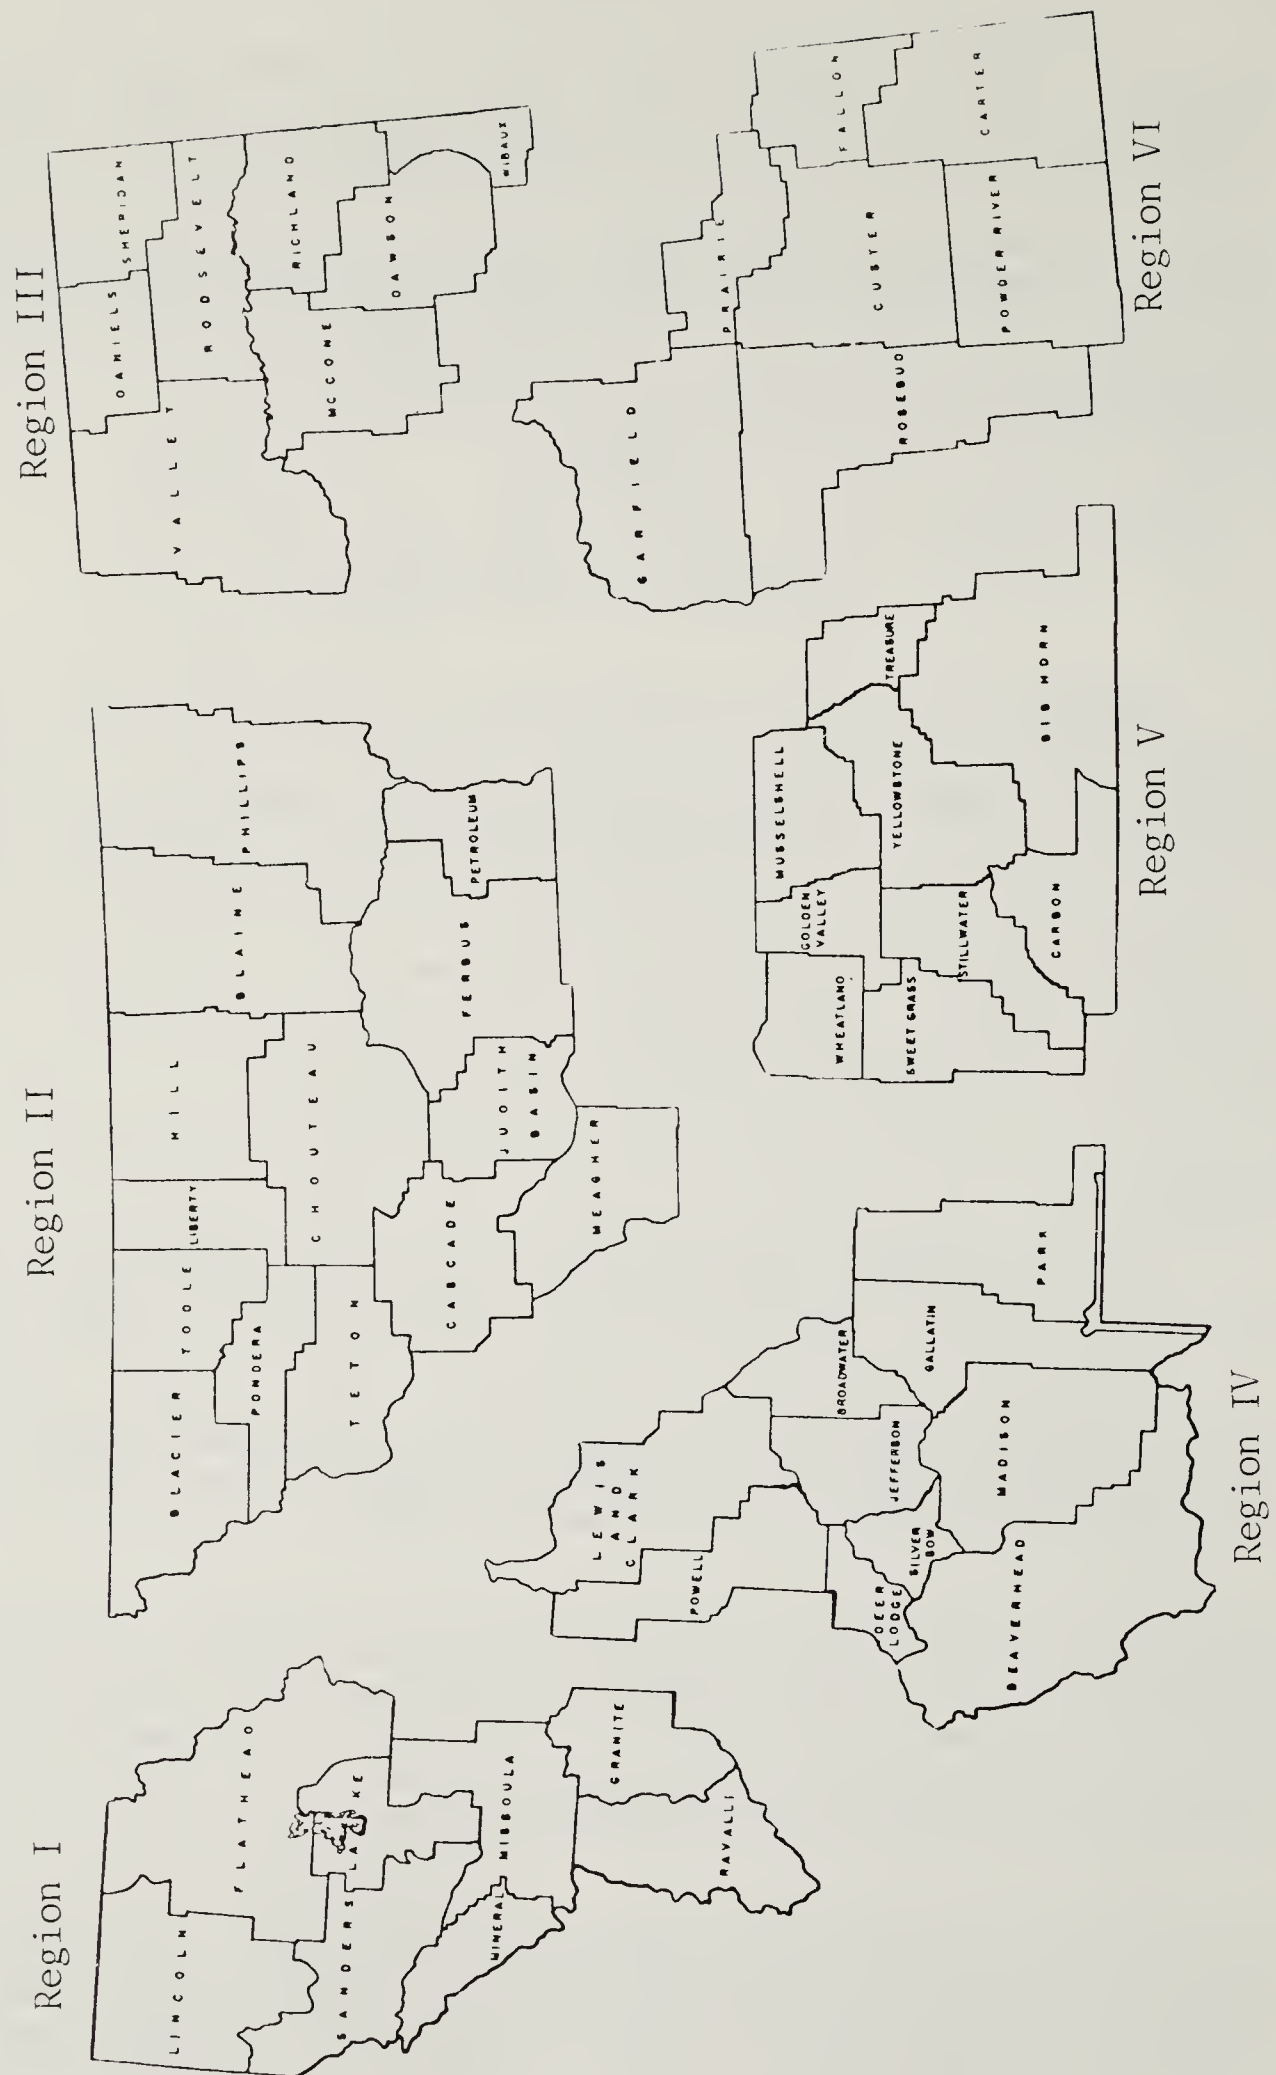 Region I
LINCOLN
FLATHEAD
LAKE
SANDERS
MISSOULA
MINERAL
GRANITE
RAVALLI
Region II
GLACIER
TOOLE
LIBERTY
HILL
BLAINE
PHILLIPS
PONDERA
CHOUTEAU
TETON
CASCADE
JUDITH
BASIN
FERGUS
PETROLEUM
MEAGHER
Region III
VALLEY
DANIELS
SHERIDAN
ROOSEVELT
RICHLAND
MCCONE
DAWSON
WIBAUX
LEWIS
AND
CLARK
POWELL
BROADWATER
JEFFERSON
DEER
LODGE
SILVER
BOW
GALLATIN
PARK
MADISON
BEAVERHEAD
Region IV
MUSSELSHELL
GOLDEN
VALLEY
WHEATLAND
TREASURE
YELLOWSTONE
STILLWATER
SWEET GRASS
CARBON
BIG HORN
Region V
GARFIELD
PRAIRIE
FALLON
CUSTER
ROSEBUD
CARTER
POWDER RIVER
Region VI